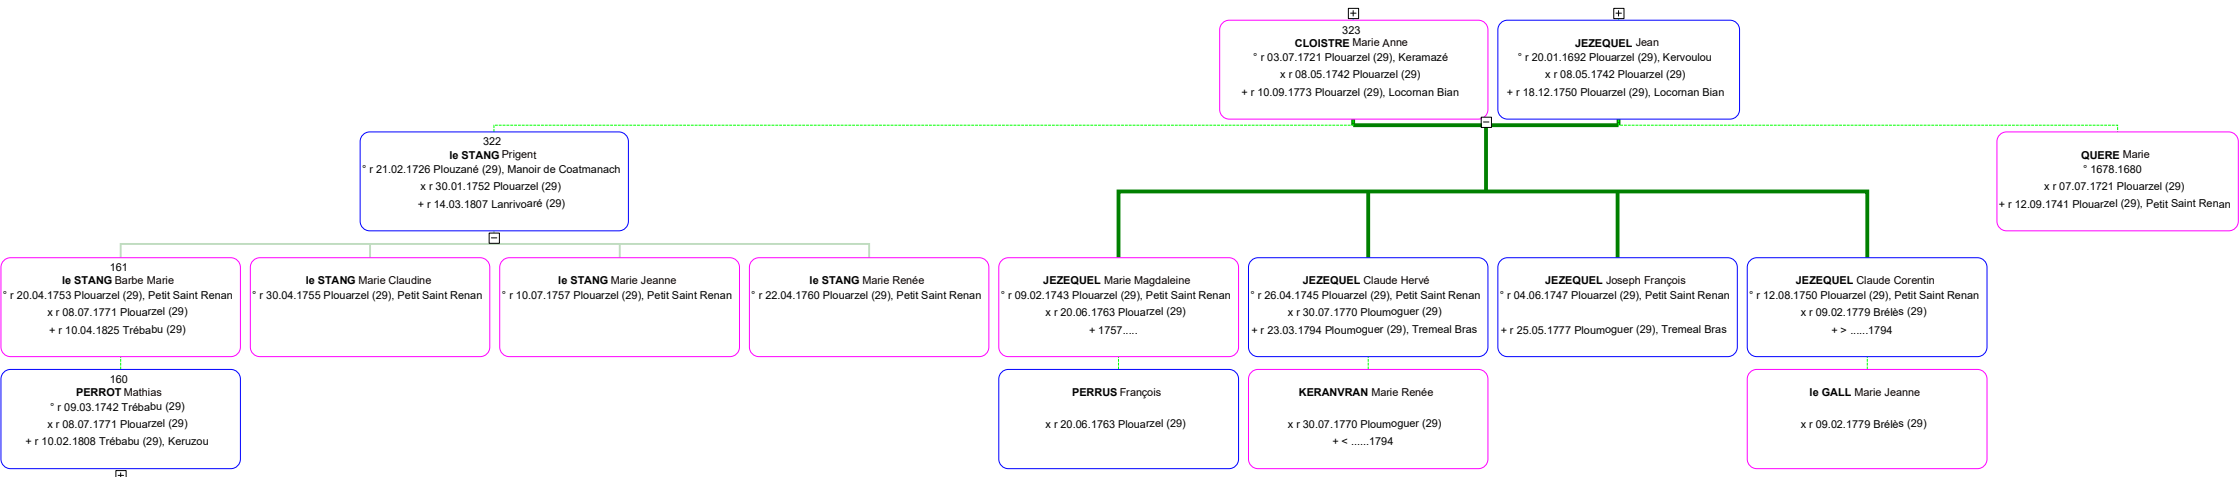 323
CLOISTRE Marie Anne
° r 03.07.1721 Plouarzel (29), Keramazé
x r 08.05.1742 Plouarzel (29)
+ r 10.09.1773 Plouarzel (29), Locornan Bian
JEZEQUEL Jean
° r 20.01.1692 Plouarzel (29), Kervoulou
x r 08.05.1742 Plouarzel (29)
+ r 18.12.1750 Plouarzel (29), Locornan Bian
322
le STANG Prigent
° r 21.02.1726 Plouzané (29), Manoir de Coatmanach
x r 30.01.1752 Plouarzel (29)
+ r 14.03.1807 Lanrivoaré (29)
QUERE Marie
° 1678.1680
x r 07.07.1721 Plouarzel (29)
+ r 12.09.1741 Plouarzel (29), Petit Saint Renan
161
le STANG Barbe Marie
° r 20.04.1753 Plouarzel (29), Petit Saint Renan
x r 08.07.1771 Plouarzel (29)
+ r 10.04.1825 Trébabu (29)
le STANG Marie Claudine
° r 30.04.1755 Plouarzel (29), Petit Saint Renan
le STANG Marie Jeanne
° r 10.07.1757 Plouarzel (29), Petit Saint Renan
le STANG Marie Renée
° r 22.04.1760 Plouarzel (29), Petit Saint Renan
JEZEQUEL Marie Magdaleine
° r 09.02.1743 Plouarzel (29), Petit Saint Renan
x r 20.06.1763 Plouarzel (29)
+ 1757.....
JEZEQUEL Claude Hervé
° r 26.04.1745 Plouarzel (29), Petit Saint Renan
x r 30.07.1770 Ploumoguer (29)
+ r 23.03.1794 Ploumoguer (29), Tremeal Bras
JEZEQUEL Joseph François
° r 04.06.1747 Plouarzel (29), Petit Saint Renan
+ r 25.05.1777 Ploumoguer (29), Tremeal Bras
JEZEQUEL Claude Corentin
° r 12.08.1750 Plouarzel (29), Petit Saint Renan
x r 09.02.1779 Brélès (29)
+ > ......1794
160
PERROT Mathias
° r 09.03.1742 Trébabu (29)
x r 08.07.1771 Plouarzel (29)
+ r 10.02.1808 Trébabu (29), Keruzou
PERRUS François
x r 20.06.1763 Plouarzel (29)
KERANVRAN Marie Renée
x r 30.07.1770 Ploumoguer (29)
+ < ......1794
le GALL Marie Jeanne
x r 09.02.1779 Brélès (29)